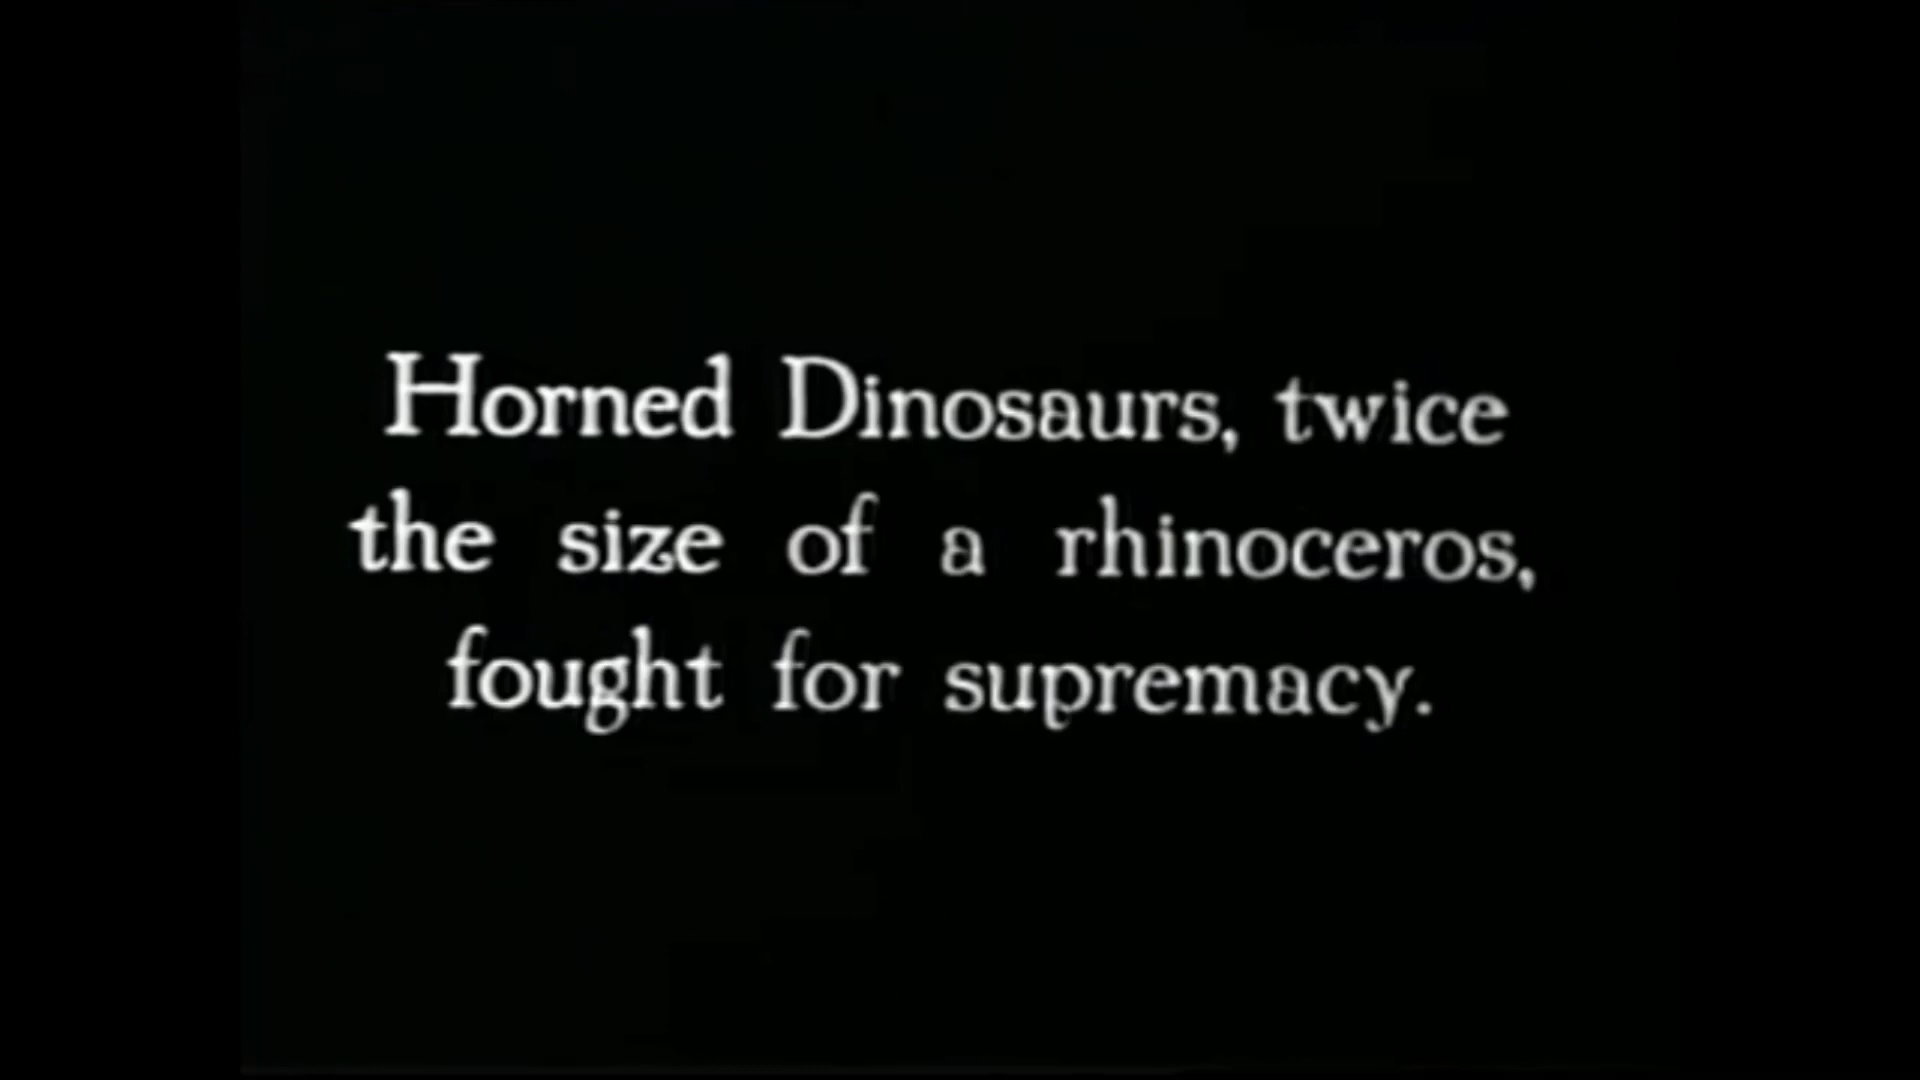 Horned Dinosaurs, twice
the size of a rhinoceros,
fought for supremacy.